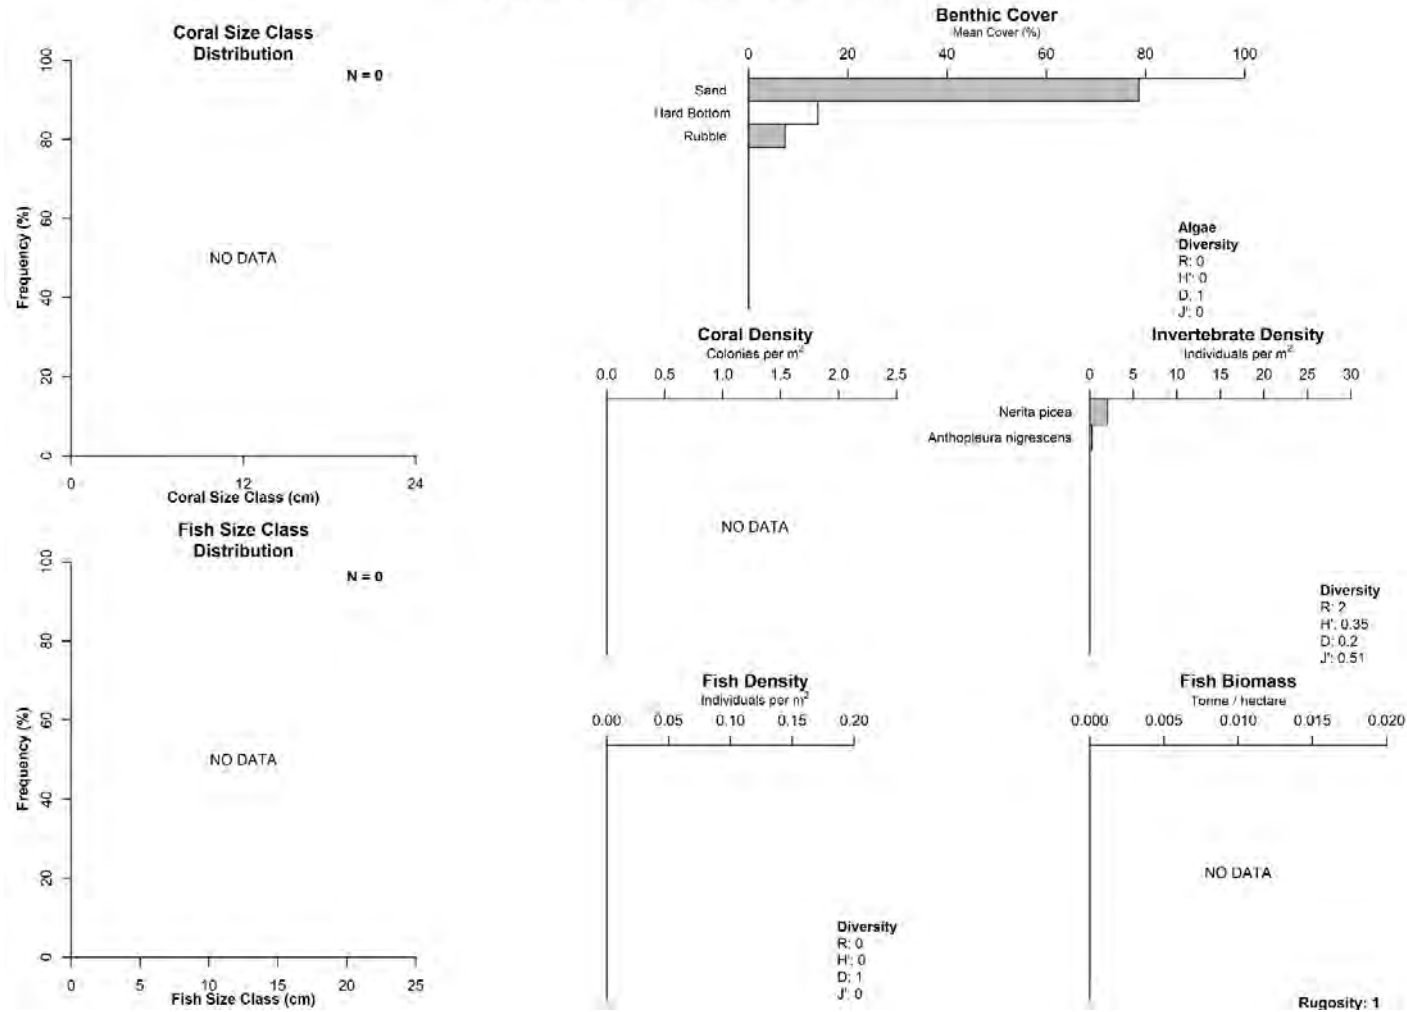 Coral Size Class
Distribution
N = 0
100
80
60
40
20
0
Frequency (%)
NO DATA
0 12 24
Coral Size Class (cm)
Benthic Cover
Mean Cover (%)
0 20 40 60 80 100
Sand
Hard Bottom
Rubble
Algae
Diversity
R: 0
H': 0
D: 1
J': 0
Coral Density
Colonies per m²
0.0 0.5 1.0 1.5 2.0 2.5
NO DATA
Invertebrate Density
Individuals per m²
0 5 10 15 20 25 30
Nerita picea
Anthopleura nigrescens
Diversity
R: 2
H': 0.35
D: 0.2
J': 0.51
Fish Size Class
Distribution
N = 0
100
80
60
40
20
0
Frequency (%)
NO DATA
0 5 10 15 20 25
Fish Size Class (cm)
Fish Density
Individuals per m²
0.00 0.05 0.10 0.15 0.20
Diversity
R: 0
H': 0
D: 1
J': 0
Fish Biomass
Tonne / hectare
0.000 0.005 0.010 0.015 0.020
NO DATA
Rugosity: 1